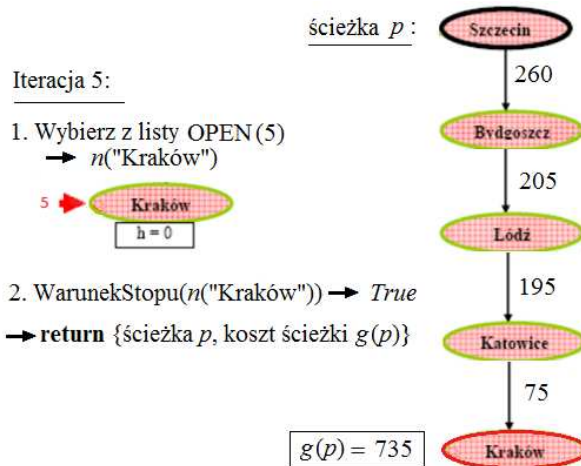 ścieżka p :
Szczecin
260
Iteracja 5:
1. Wybierz z listy OPEN (5)
→ n("Kraków")
Bydgoszcz
205
5
Kraków
h = 0
Łódź
195
2. WarunekStopu(n("Kraków")) → True
→ return {ścieżka p, koszt ścieżki g(p)}
Katowice
75
g(p) = 735
Kraków